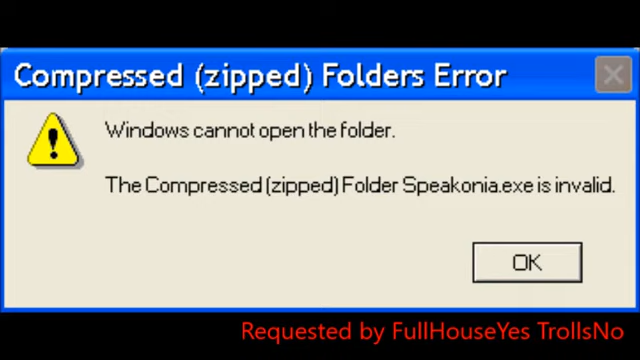 Compressed (zipped) Folders Error
Windows cannot open the folder.
The Compressed (zipped) Folder Speakonia.exe is invalid.
OK
Requested by FullHouseYes TrollsNo